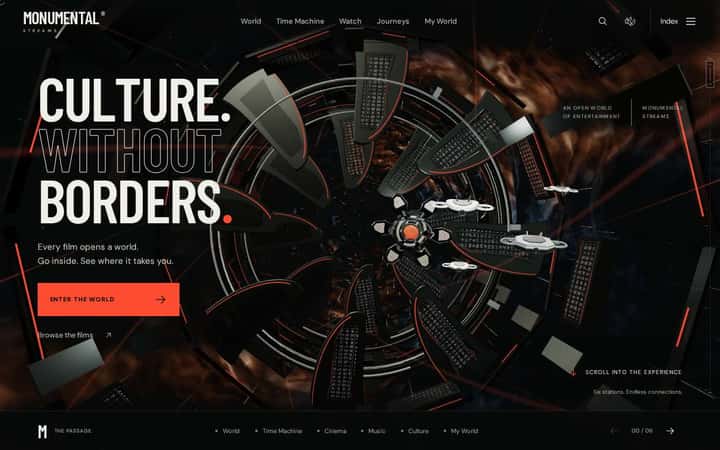 MONUMENTAL®
STREAMS
World
Time Machine
Watch
Journeys
My World
Index
CULTURE.
WITHOUT
BORDERS.
AN OPEN WORLD
OF ENTERTAINMENT
MONUMENTAL
STREAMS
Every film opens a world.
Go inside. See where it takes you.
ENTER THE WORLD
Browse the films
SCROLL INTO THE EXPERIENCE
Six stations. Endless connections.
M
THE PASSAGE
World
Time Machine
Cinema
Music
Culture
My World
00 / 06